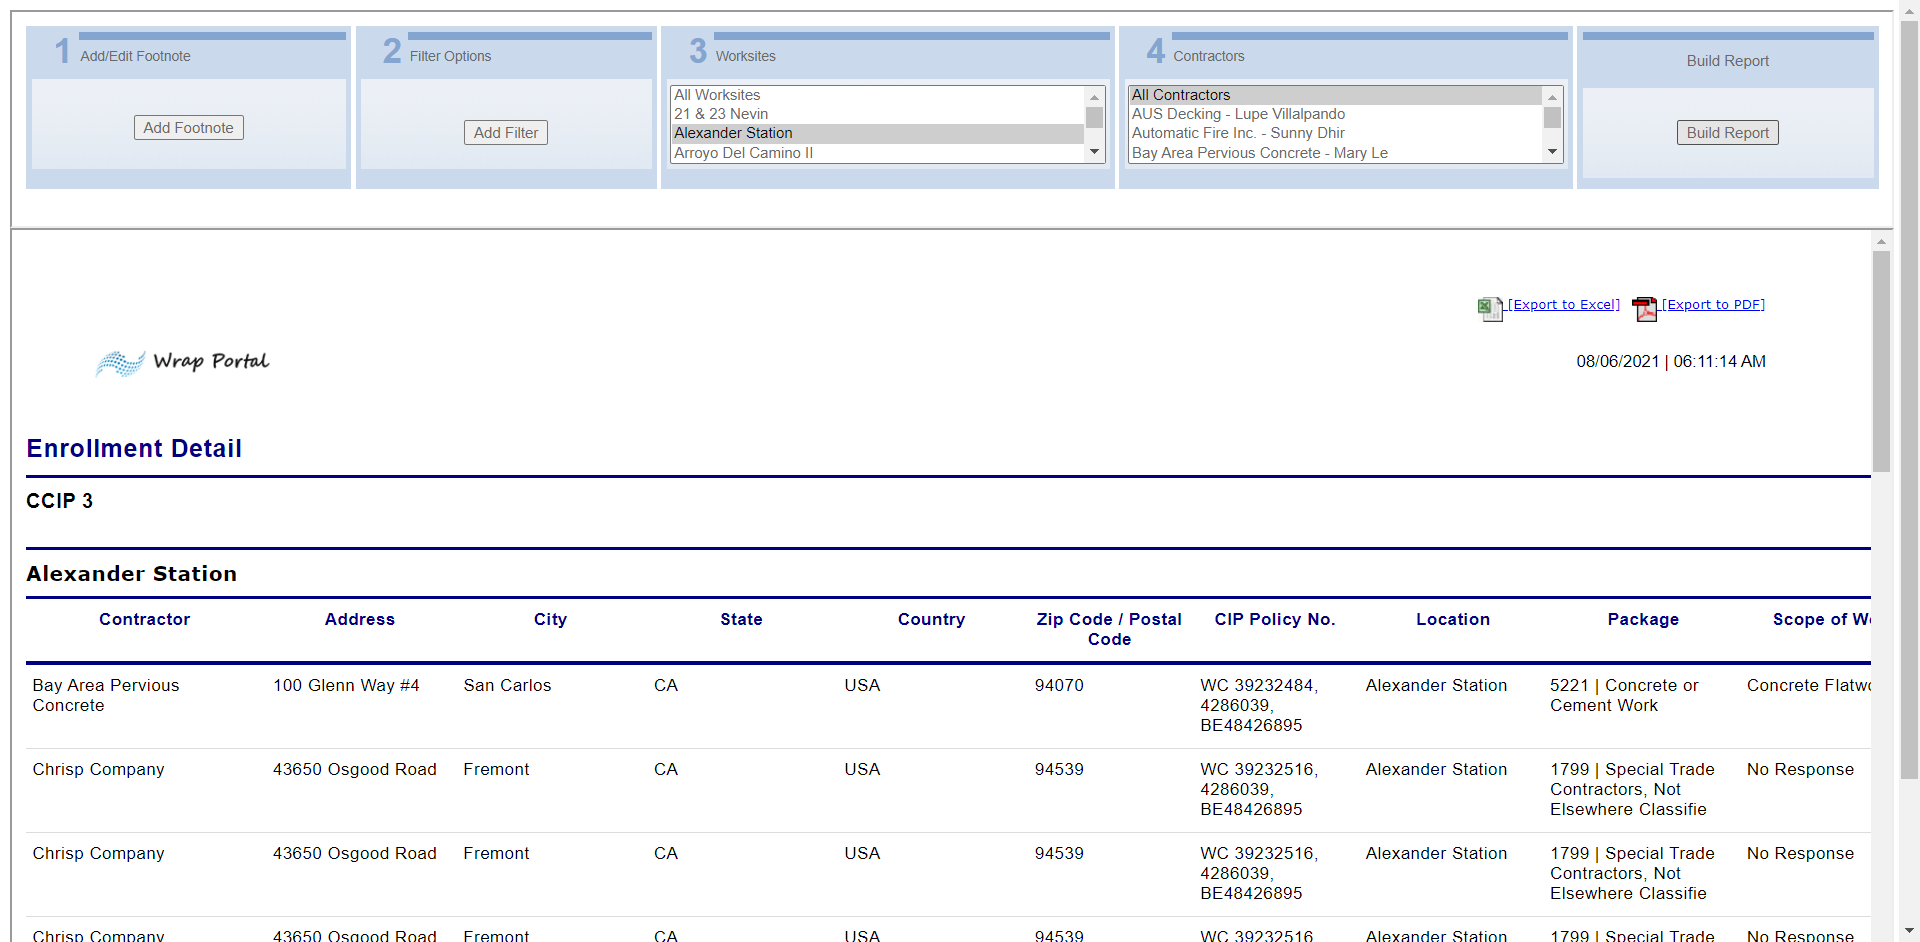 1 Add/Edit Footnote
Add Footnote
2 Filter Options
Add Filter
3 Worksites
All Worksites
21 & 23 Nevin
Alexander Station
Arroyo Del Camino II
4 Contractors
All Contractors
AUS Decking - Lupe Villalpando
Automatic Fire Inc. - Sunny Dhir
Bay Area Pervious Concrete - Mary Le
Build Report
Build Report
[Export to Excel] [Export to PDF]
Wrap Portal
08/06/2021 | 06:11:14 AM
Enrollment Detail
CCIP 3
Alexander Station
Contractor Address City State Country Zip Code / Postal CIP Policy No. Location Package Scope of Wo
Code
Bay Area Pervious 100 Glenn Way #4 San Carlos CA USA 94070 WC 39232484, Alexander Station 5221 | Concrete or Concrete Flatwo
Concrete 4286039, Cement Work
BE48426895
Chrisp Company 43650 Osgood Road Fremont CA USA 94539 WC 39232516, Alexander Station 1799 | Special Trade No Response
4286039, Contractors, Not
BE48426895 Elsewhere Classifie
Chrisp Company 43650 Osgood Road Fremont CA USA 94539 WC 39232516, Alexander Station 1799 | Special Trade No Response
4286039, Contractors, Not
BE48426895 Elsewhere Classifie
Chrisp Company 43650 Osgood Road Fremont CA USA 94539 WC 39232516 Alexander Station 1799 | Special Trade No Response